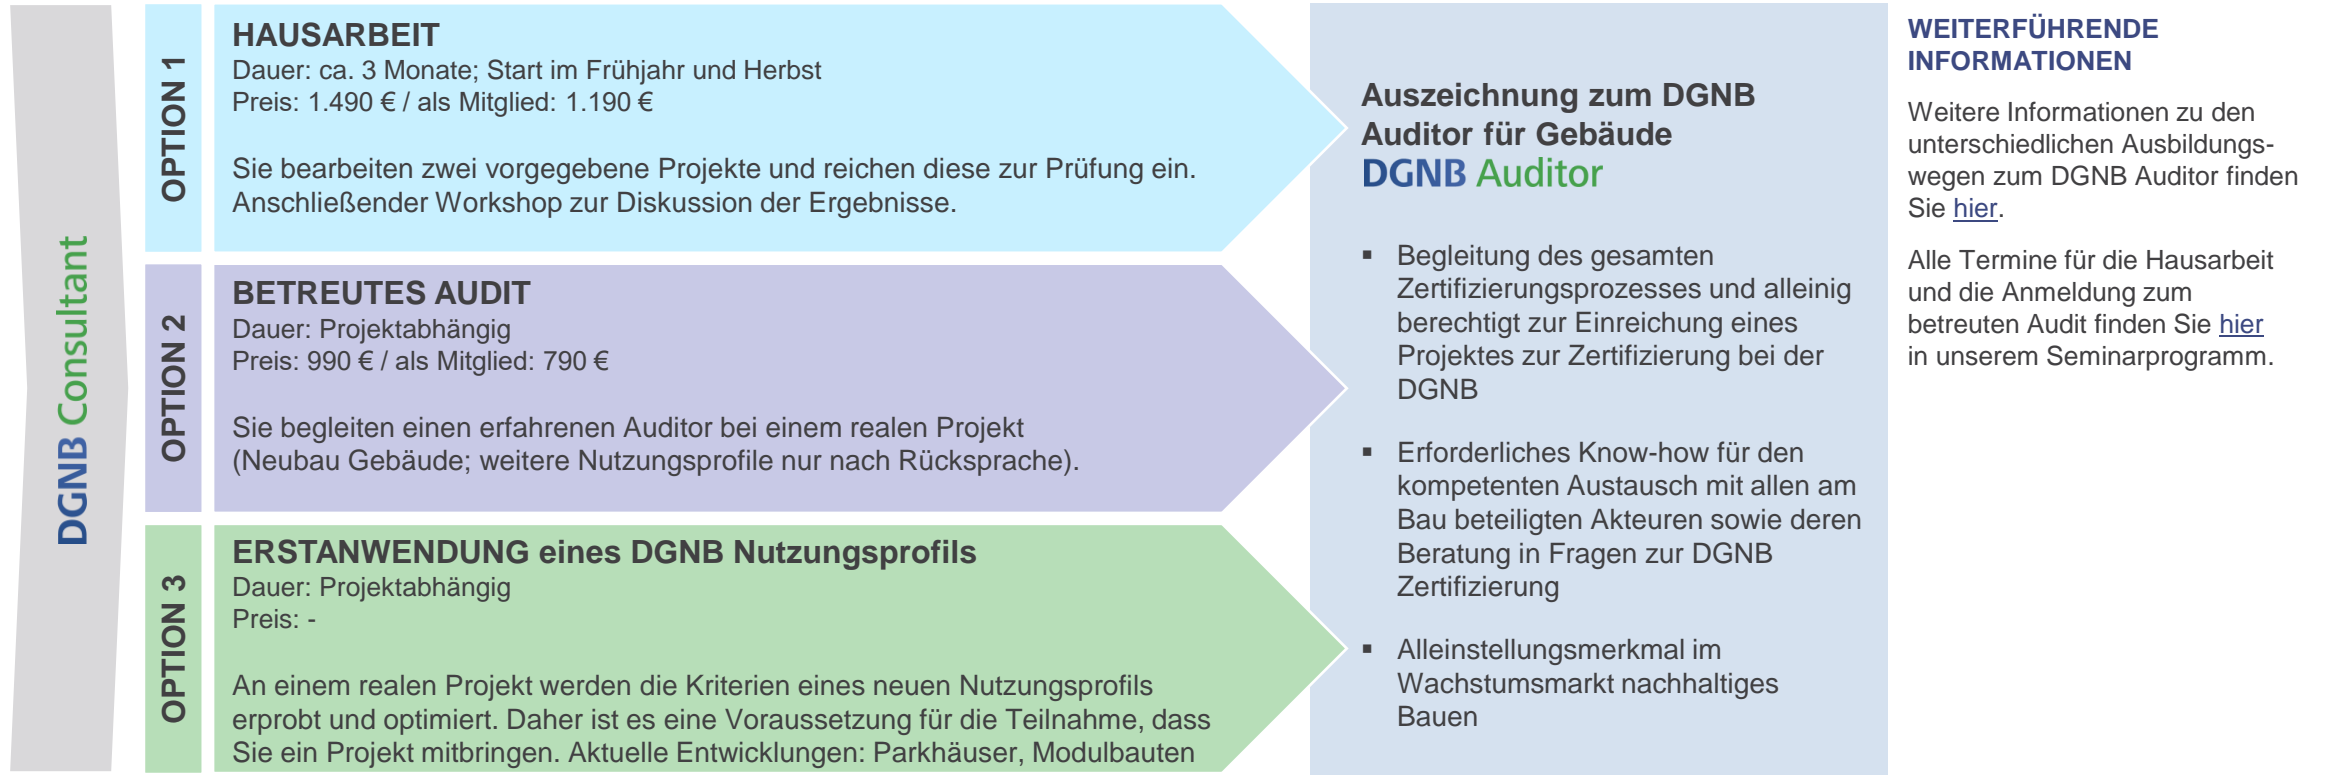 DGNB Consultant
OPTION 1
HAUSARBEIT
Dauer: ca. 3 Monate; Start im Frühjahr und Herbst
Preis: 1.490 € / als Mitglied: 1.190 €
Sie bearbeiten zwei vorgegebene Projekte und reichen diese zur Prüfung ein.
Anschließender Workshop zur Diskussion der Ergebnisse.
OPTION 2
BETREUTES AUDIT
Dauer: Projektabhängig
Preis: 990 € / als Mitglied: 790 €
Sie begleiten einen erfahrenen Auditor bei einem realen Projekt
(Neubau Gebäude; weitere Nutzungsprofile nur nach Rücksprache).
OPTION 3
ERSTANWENDUNG eines DGNB Nutzungsprofils
Dauer: Projektabhängig
Preis: -
An einem realen Projekt werden die Kriterien eines neuen Nutzungsprofils
erprobt und optimiert. Daher ist es eine Voraussetzung für die Teilnahme, dass
Sie ein Projekt mitbringen. Aktuelle Entwicklungen: Parkhäuser, Modulbauten
Auszeichnung zum DGNB
Auditor für Gebäude
DGNB Auditor
▪ Begleitung des gesamten
Zertifizierungsprozesses und alleinig
berechtigt zur Einreichung eines
Projektes zur Zertifizierung bei der
DGNB
▪ Erforderliches Know-how für den
kompetenten Austausch mit allen am
Bau beteiligten Akteuren sowie deren
Beratung in Fragen zur DGNB
Zertifizierung
▪ Alleinstellungsmerkmal im
Wachstumsmarkt nachhaltiges
Bauen
WEITERFÜHRENDE
INFORMATIONEN
Weitere Informationen zu den
unterschiedlichen Ausbildungs-
wegen zum DGNB Auditor finden
Sie hier.
Alle Termine für die Hausarbeit
und die Anmeldung zum
betreuten Audit finden Sie hier
in unserem Seminarprogramm.